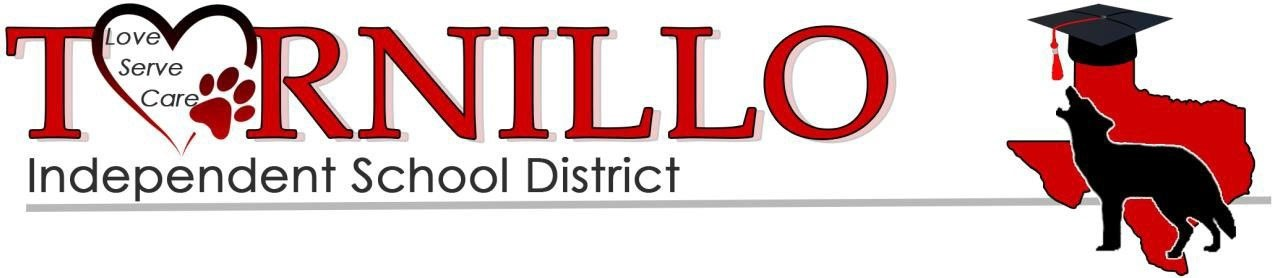 TORNILLO
Love
Serve
Care
Independent School District